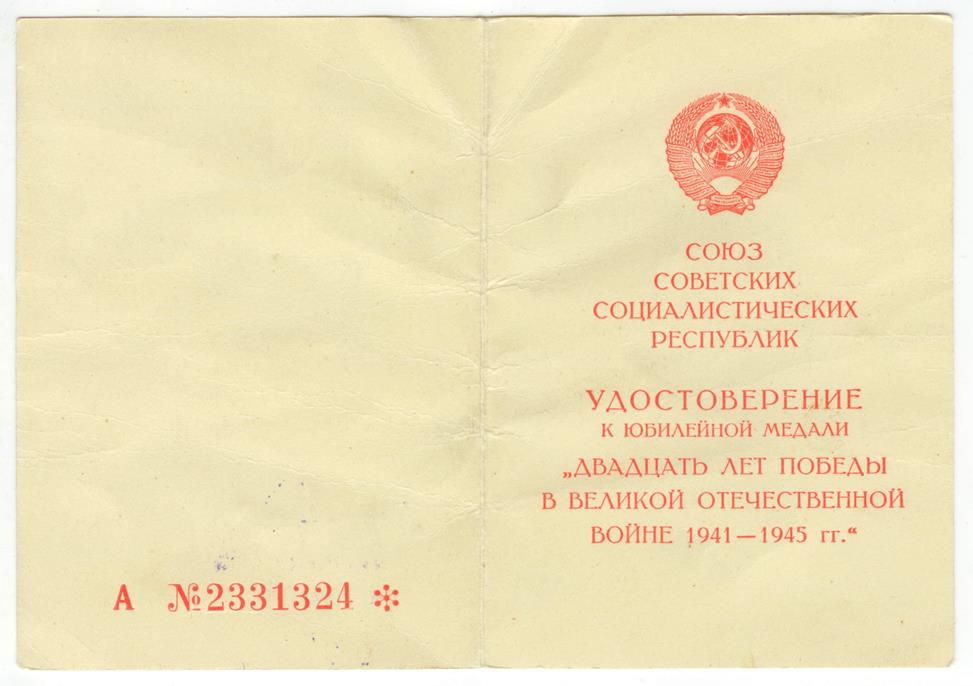 А №2331324 *
СОЮЗ
СОВЕТСКИХ
СОЦИАЛИСТИЧЕСКИХ
РЕСПУБЛИК
УДОСТОВЕРЕНИЕ
К ЮБИЛЕЙНОЙ МЕДАЛИ
„ДВАДЦАТЬ ЛЕТ ПОБЕДЫ
В ВЕЛИКОЙ ОТЕЧЕСТВЕННОЙ
ВОЙНЕ 1941—1945 гг.“